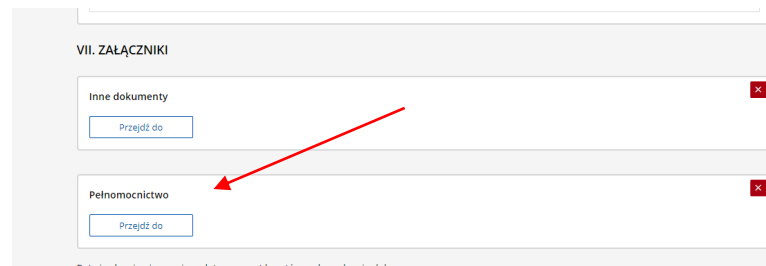 VII. ZAŁĄCZNIKI
Inne dokumenty
×
Przejdź do
Pełnomocnictwo
×
Przejdź do